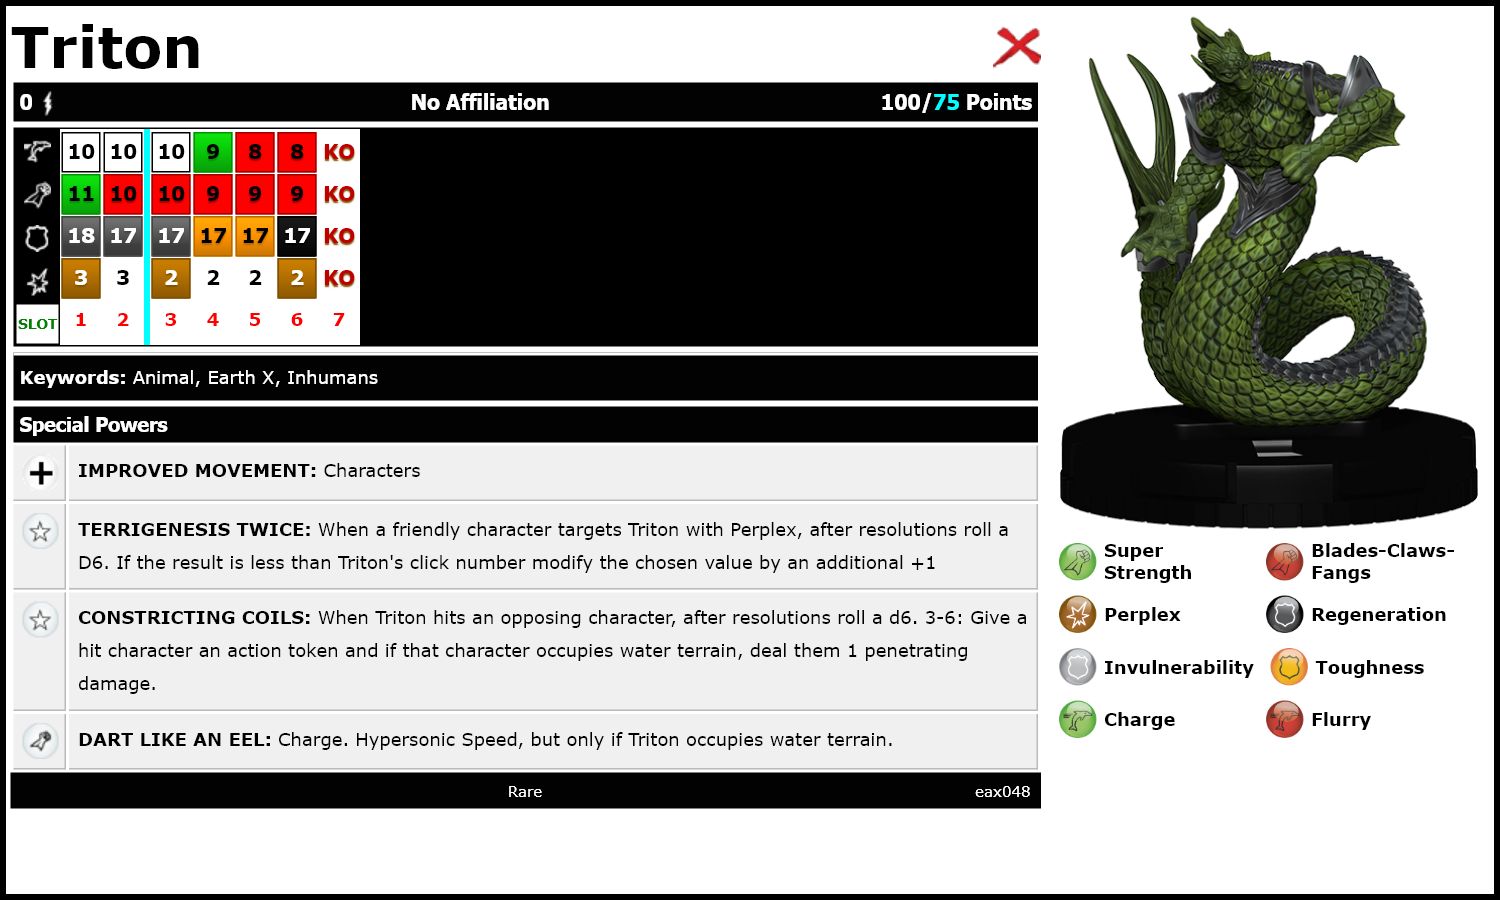 Triton
0 No Affiliation 100/75 Points
10 10 10 9 8 8 KO
11 10 10 9 9 9 KO
18 17 17 17 17 17 KO
3 3 2 2 2 2 KO
SLOT 1 2 3 4 5 6 7
Keywords: Animal, Earth X, Inhumans
Special Powers
IMPROVED MOVEMENT: Characters
TERRIGENESIS TWICE: When a friendly character targets Triton with Perplex, after resolutions roll a
D6. If the result is less than Triton's click number modify the chosen value by an additional +1
CONSTRICTING COILS: When Triton hits an opposing character, after resolutions roll a d6. 3-6: Give a
hit character an action token and if that character occupies water terrain, deal them 1 penetrating
damage.
DART LIKE AN EEL: Charge. Hypersonic Speed, but only if Triton occupies water terrain.
Rare eax048
Super
Strength
Blades-Claws-
Fangs
Perplex
Regeneration
Invulnerability
Toughness
Charge
Flurry